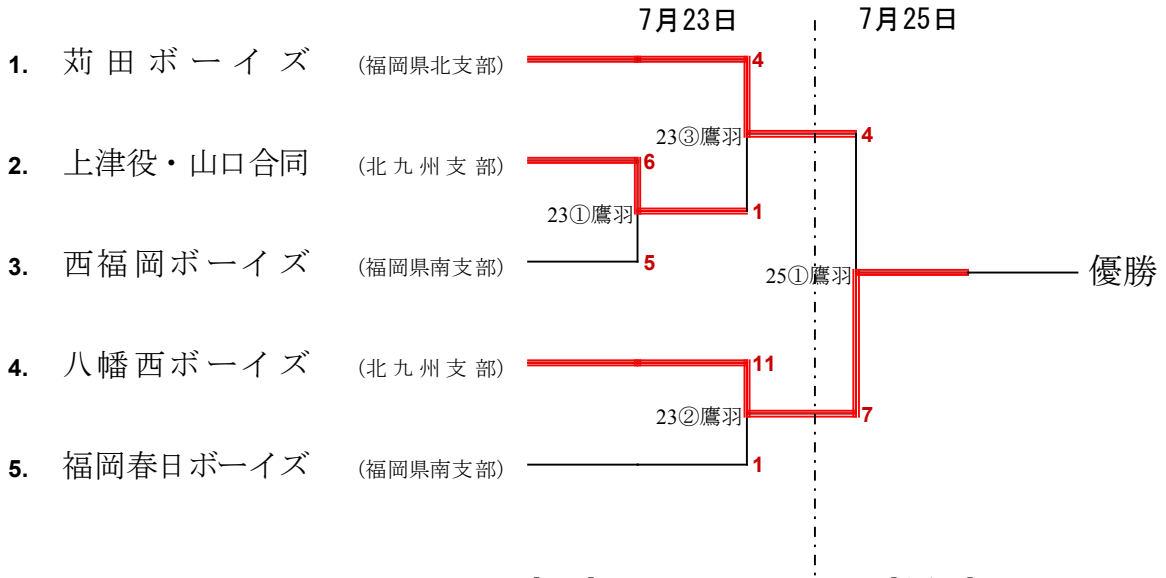 7月23日 7月25日
1. 苅田ボーイズ (福岡県北支部) 4
23③鷹羽 4
2. 上津役・山口合同 (北九州支部) 6
23①鷹羽 1
3. 西福岡ボーイズ (福岡県南支部) 5
25①鷹羽 優勝
4. 八幡西ボーイズ (北九州支部) 11
23②鷹羽 7
5. 福岡春日ボーイズ (福岡県南支部) 1